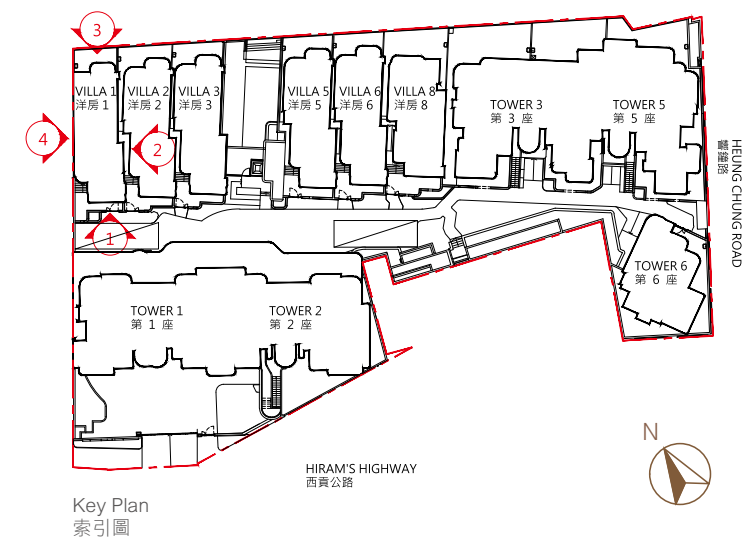 3
VILLA 1
洋房 1
VILLA 2
洋房 2
VILLA 3
洋房 3
VILLA 5
洋房 5
VILLA 6
洋房 6
VILLA 8
洋房 8
TOWER 3
第 3 座
TOWER 5
第 5 座
4
2
1
HEUNG CHUNG ROAD
響鐘路
TOWER 6
第 6 座
TOWER 1
第 1 座
TOWER 2
第 2 座
N
HIRAM'S HIGHWAY
西貢公路
Key Plan
索引圖